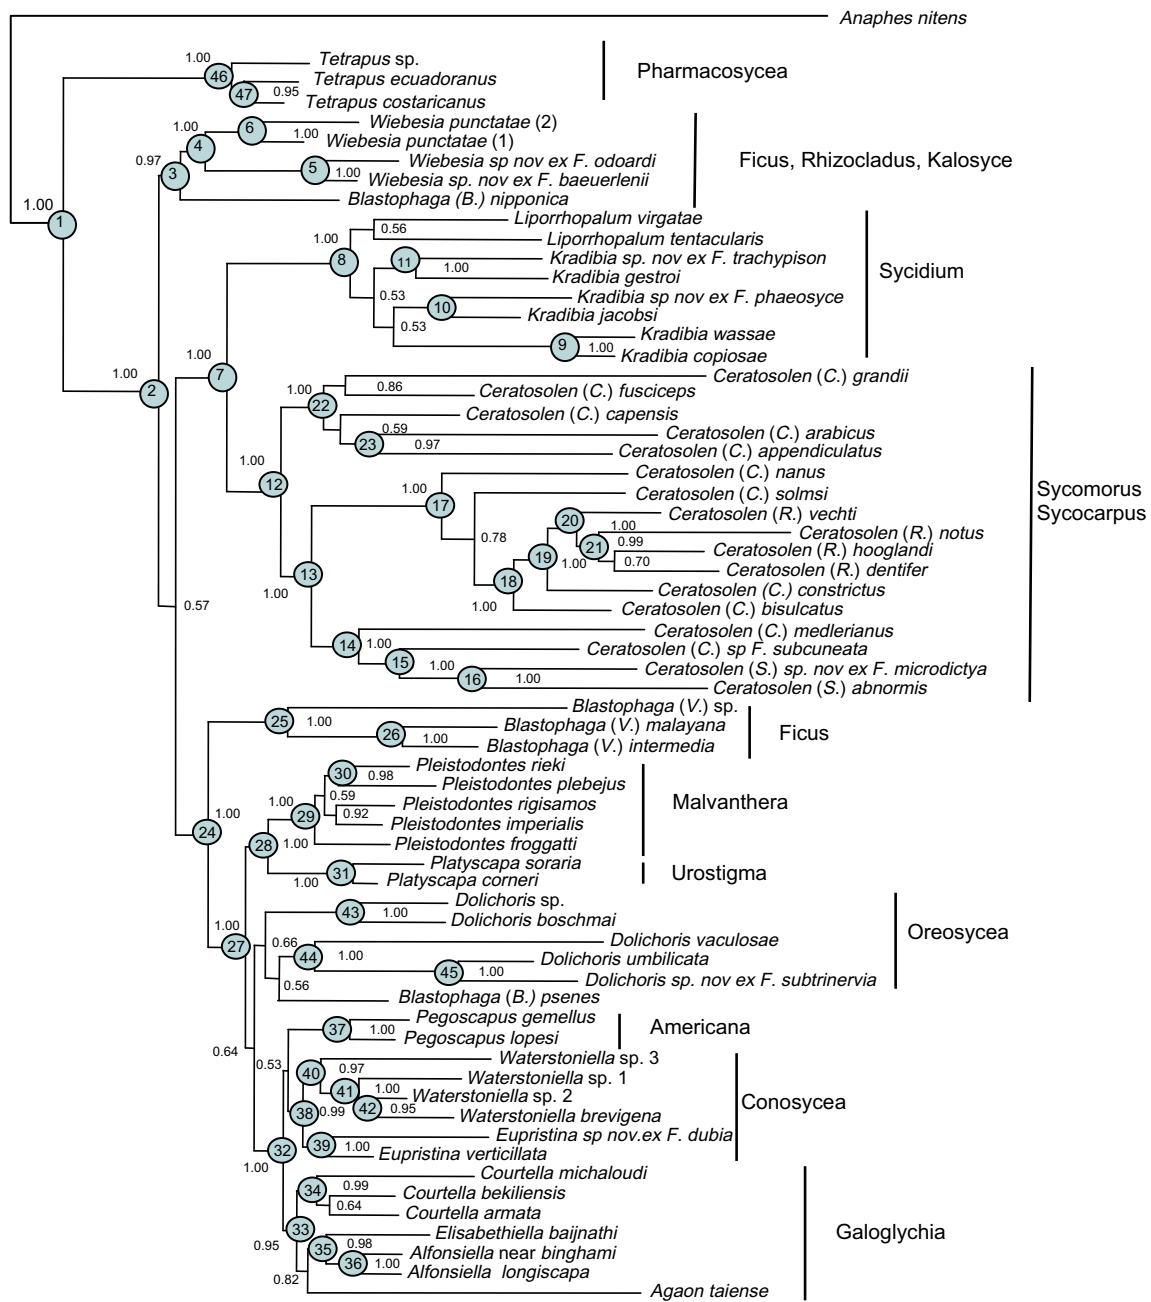 Anaphes nitens
1.00
46
Tetrapus sp.
Tetrapus ecuadoranus
47
0.95
Tetrapus costaricanus
Pharmacosycea
Wiebesia punctatae (2)
1.00
6
1.00
Wiebesia punctatae (1)
0.97
4
Wiebesia sp nov ex F. odoardi
3
5
1.00
Wiebesia sp. nov ex F. baeuerlenii
Blastophaga (B.) nipponica
Ficus, Rhizocladus, Kalosyce
1.00
1
Liporrhopalum virgatae
0.56
1.00
Liporrhopalum tentacularis
8
11
Kradibia sp. nov ex F. trachypison
1.00
Kradibia gestroi
0.53
10
Kradibia sp nov ex F. phaeosyce
Kradibia jacobsi
0.53
Kradibia wassae
9
1.00
Kradibia copiosae
Sycidium
1.00
2
1.00
7
Ceratosolen (C.) grandii
1.00
0.86
Ceratosolen (C.) fusciceps
22
Ceratosolen (C.) capensis
0.59
Ceratosolen (C.) arabicus
23
0.97
Ceratosolen (C.) appendiculatus
1.00
12
Ceratosolen (C.) nanus
1.00
17
Ceratosolen (C.) solmsi
0.78
20
Ceratosolen (R.) vechti
1.00
Ceratosolen (R.) notus
21
0.99
Ceratosolen (R.) hooglandi
19
1.00
0.70
Ceratosolen (R.) dentifer
18
Ceratosolen (C.) constrictus
1.00
Ceratosolen (C.) bisulcatus
13
1.00
Ceratosolen (C.) medlerianus
14
1.00
Ceratosolen (C.) sp F. subcuneata
15
1.00
Ceratosolen (S.) sp. nov ex F. microdictya
16
1.00
Ceratosolen (S.) abnormis
Sycomorus
Sycocarpus
0.57
Blastophaga (V.) sp.
25
1.00
Blastophaga (V.) malayana
26
1.00
Blastophaga (V.) intermedia
Ficus
24
1.00
Pleistodontes rieki
30
0.98
Pleistodontes plebejus
0.59
1.00
Pleistodontes rigisamos
29
0.92
Pleistodontes imperialis
28
1.00
Pleistodontes froggatti
Malvanthera
Platyscapa soraria
31
1.00
Platyscapa corneri
Urostigma
1.00
27
Dolichoris sp.
43
1.00
Dolichoris boschmai
0.66
Dolichoris vaculosae
44
1.00
Dolichoris umbilicata
45
1.00
0.56
Dolichoris sp. nov ex F. subtrinervia
Blastophaga (B.) psenes
Oreosycea
0.64
Pegoscapus gemellus
37
1.00
Pegoscapus lopesi
Americana
0.53
Waterstoniella sp. 3
40
0.97
Waterstoniella sp. 1
41
1.00
Waterstoniella sp. 2
42
0.95
Waterstoniella brevigena
38
0.99
Eupristina sp nov.ex F. dubia
39
1.00
Eupristina verticillata
Conosycea
32
1.00
Courtella michaloudi
34
0.99
Courtella bekiliensis
0.64
Courtella armata
33
0.95
Elisabethiella baijnathi
35
0.98
Alfonsiella near binghami
36
1.00
Alfonsiella longiscapa
0.82
Agaon taiense
Galoglychia